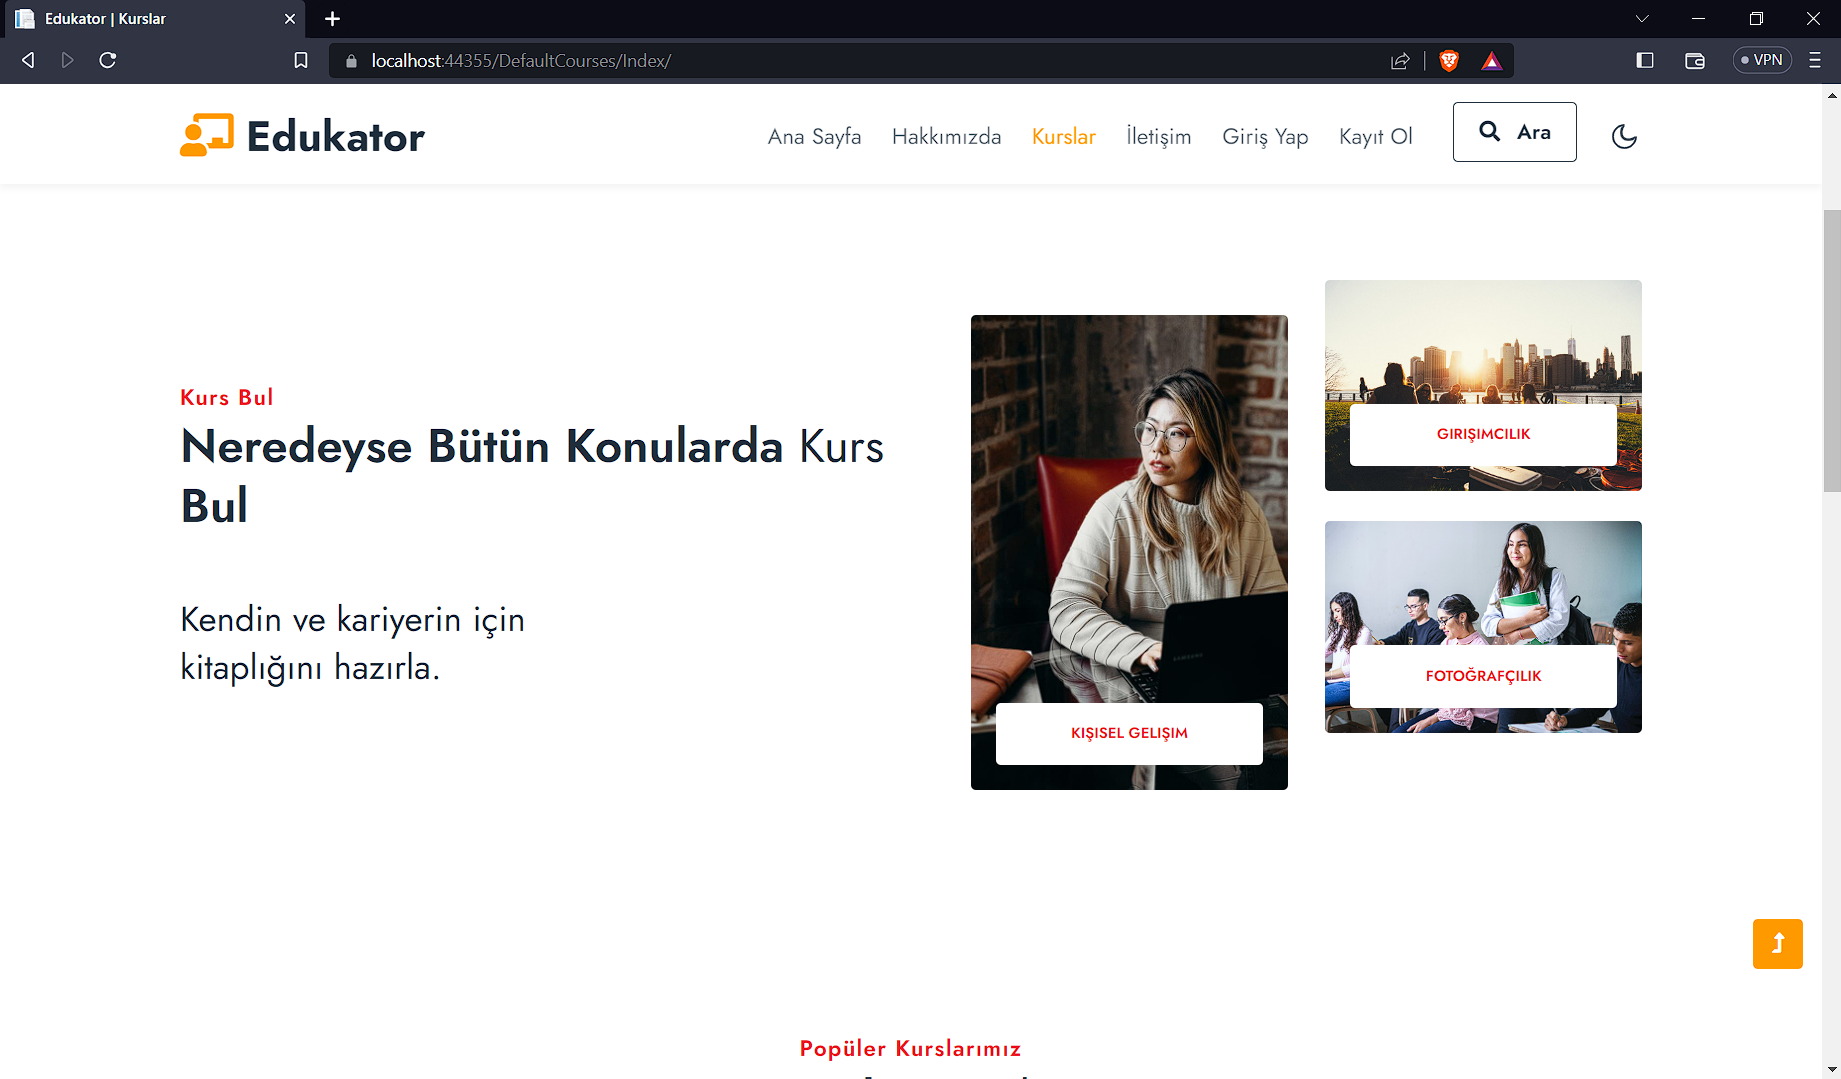 Edukator | Kurslar
localhost:44355/DefaultCourses/Index/
VPN
Edukator
Ana Sayfa
Hakkımızda
Kurslar
İletişim
Giriş Yap
Kayıt Ol
Ara
Kurs Bul
Neredeyse Bütün Konularda Kurs
Bul
Kendin ve kariyerin için
kitaplığını hazırla.
KIŞISEL GELIŞIM
GIRIŞIMCILIK
FOTOĞRAFÇILIK
SAMSUNG
Popüler Kurslarımız